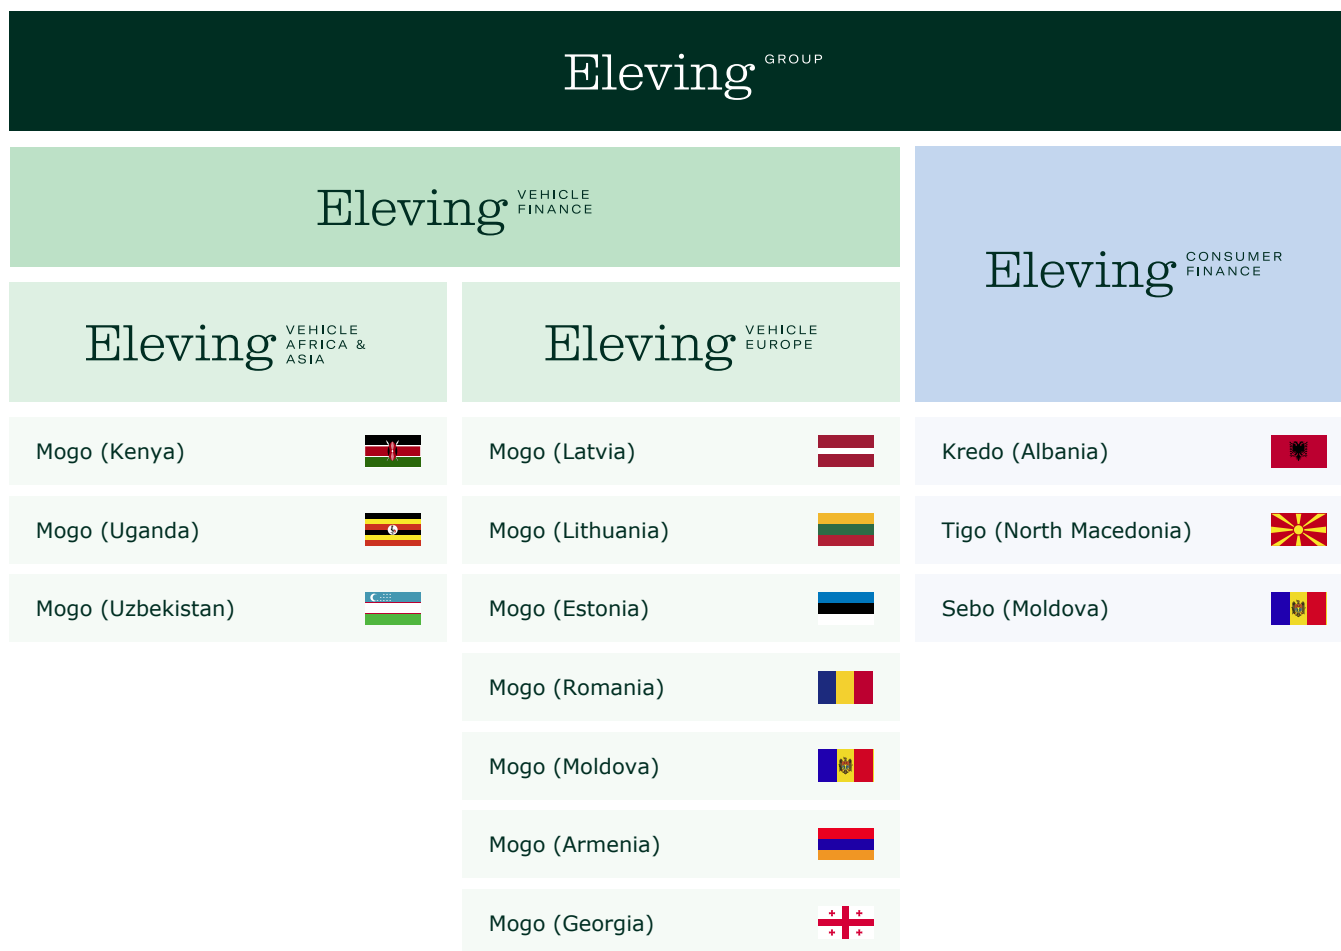 Eleving GROUP
Eleving VEHICLE
FINANCE
Eleving CONSUMER
FINANCE
Eleving VEHICLE
AFRICA &
ASIA
Eleving VEHICLE
EUROPE
Mogo (Kenya)
Mogo (Uganda)
Mogo (Uzbekistan)
Mogo (Latvia)
Mogo (Lithuania)
Mogo (Estonia)
Mogo (Romania)
Mogo (Moldova)
Mogo (Armenia)
Mogo (Georgia)
Kredo (Albania)
Tigo (North Macedonia)
Sebo (Moldova)